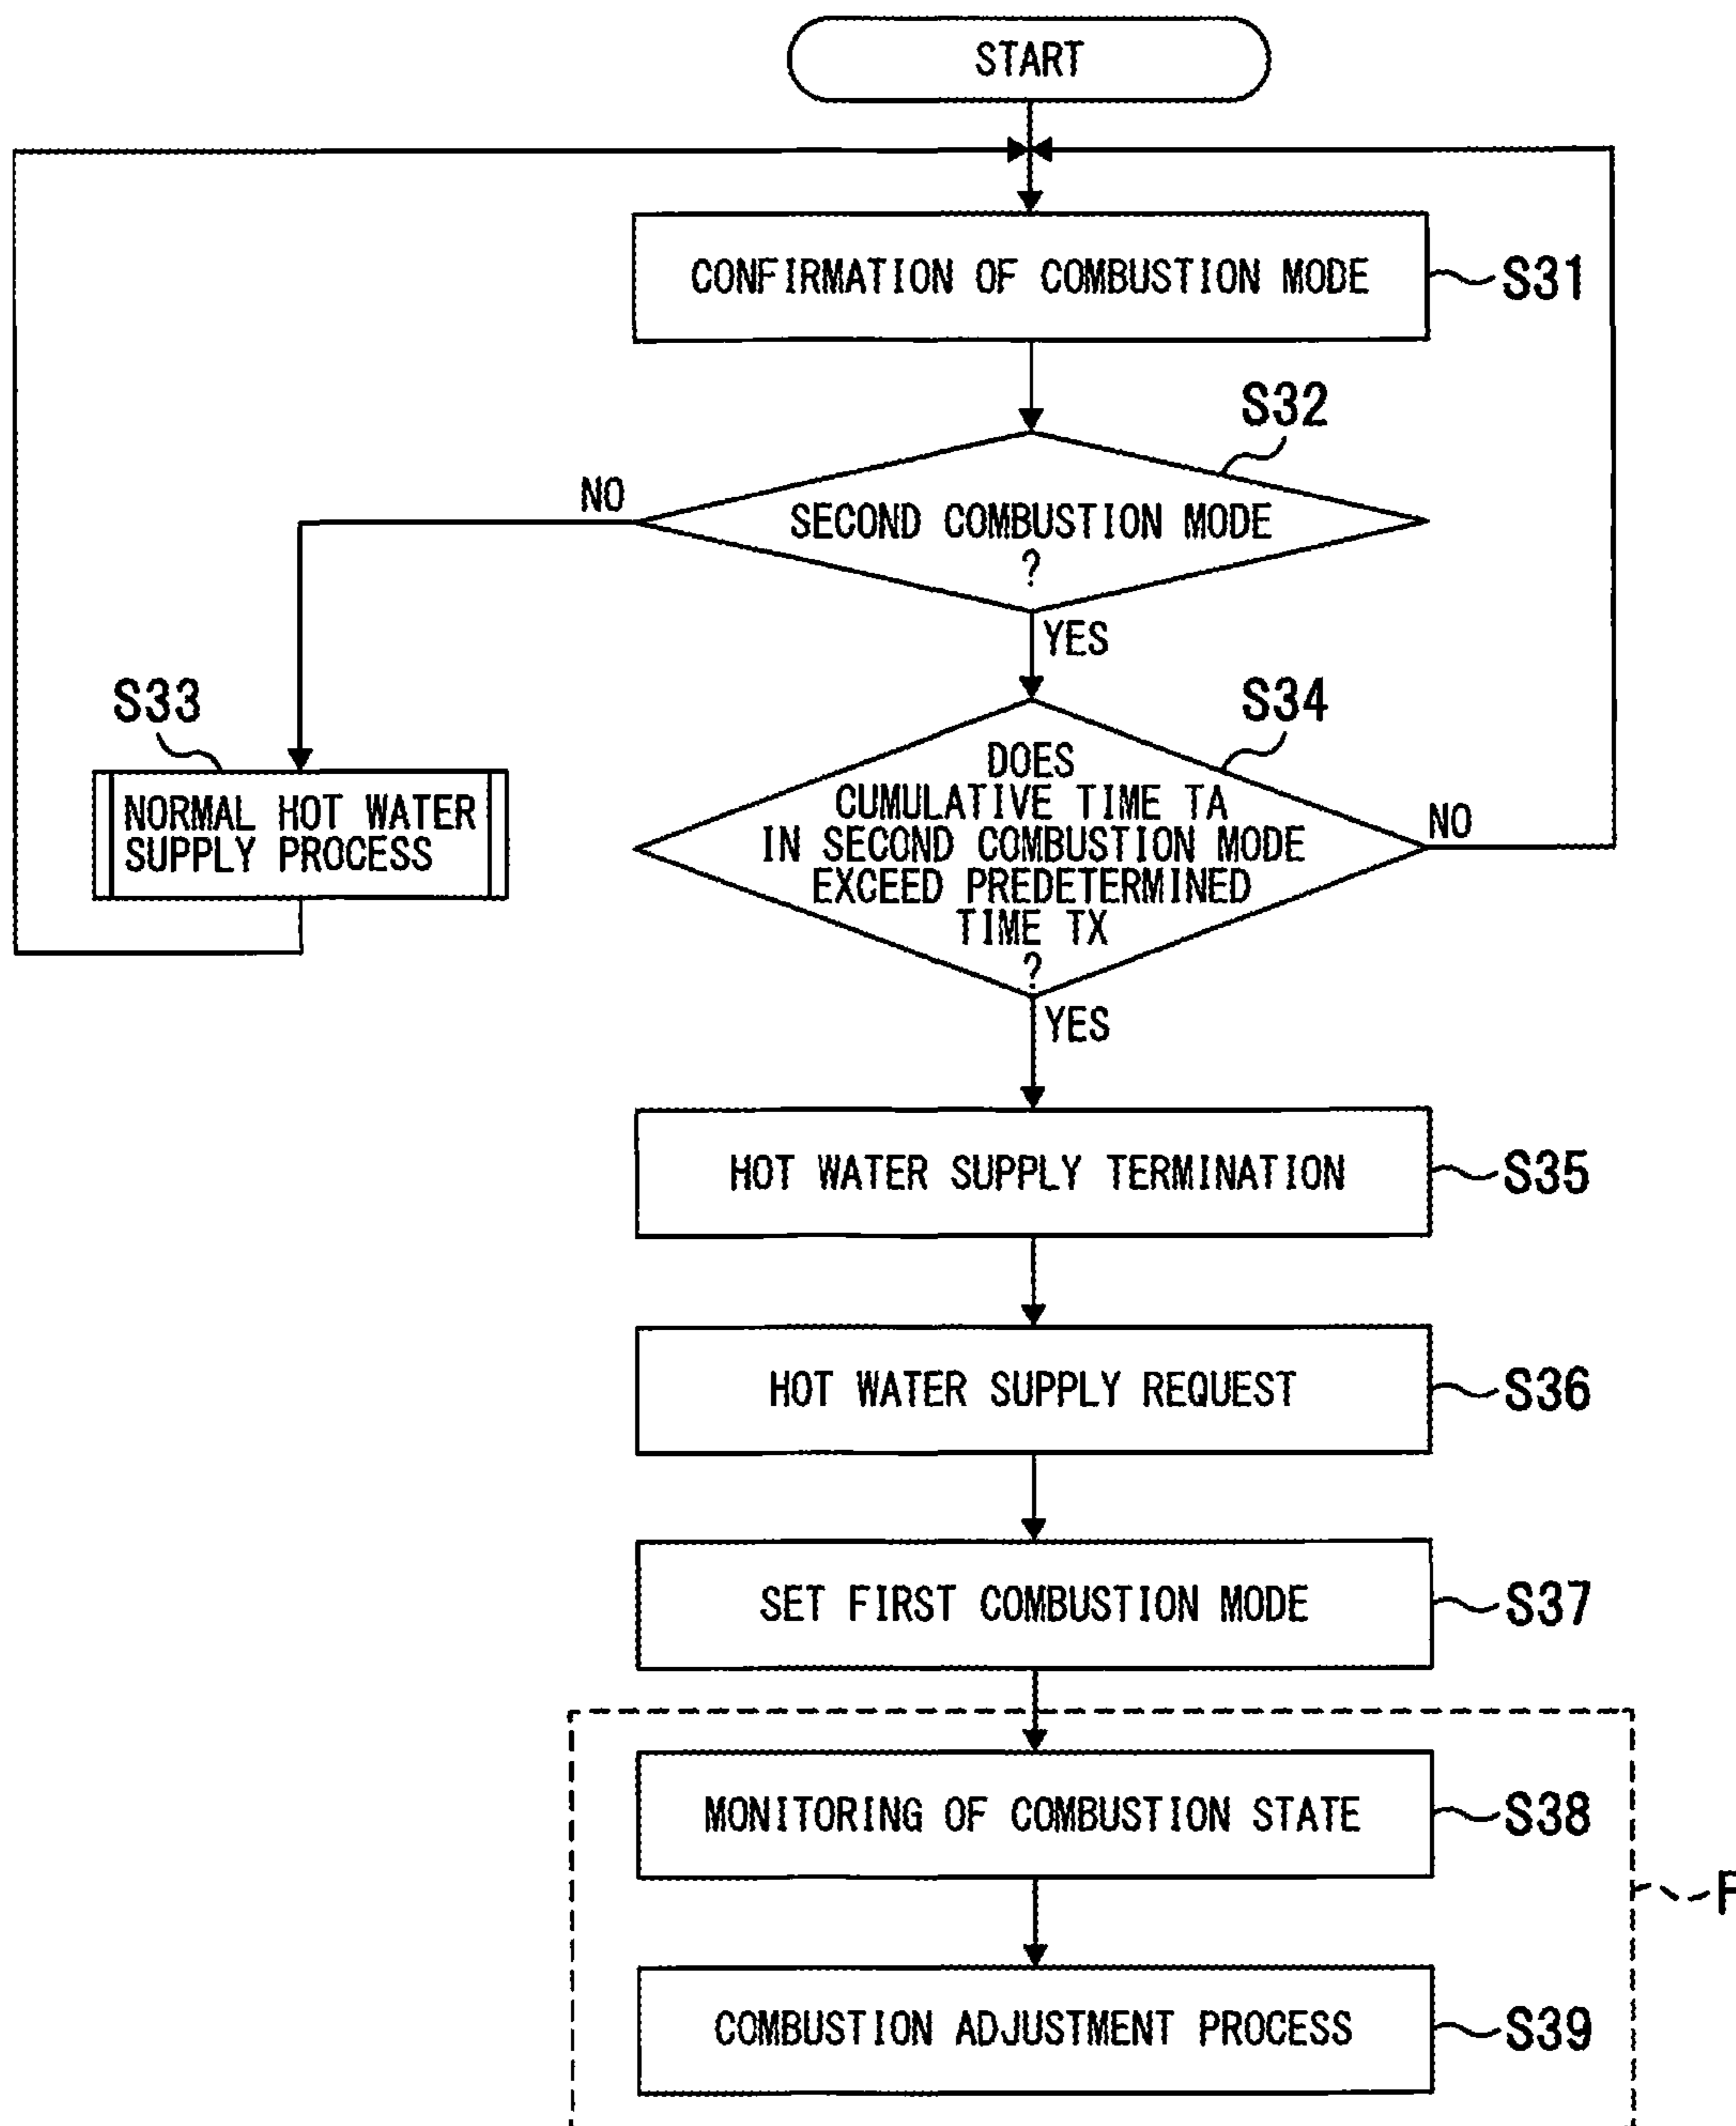 START
CONFIRMATION OF COMBUSTION MODE
S31
S32
NO
SECOND COMBUSTION MODE
?
YES
S33
NORMAL HOT WATER
SUPPLY PROCESS
S34
DOES
CUMULATIVE TIME TA
IN SECOND COMBUSTION MODE
EXCEED PREDETERMINED
TIME TX
?
NO
YES
HOT WATER SUPPLY TERMINATION
S35
HOT WATER SUPPLY REQUEST
S36
SET FIRST COMBUSTION MODE
S37
MONITORING OF COMBUSTION STATE
S38
F
COMBUSTION ADJUSTMENT PROCESS
S39